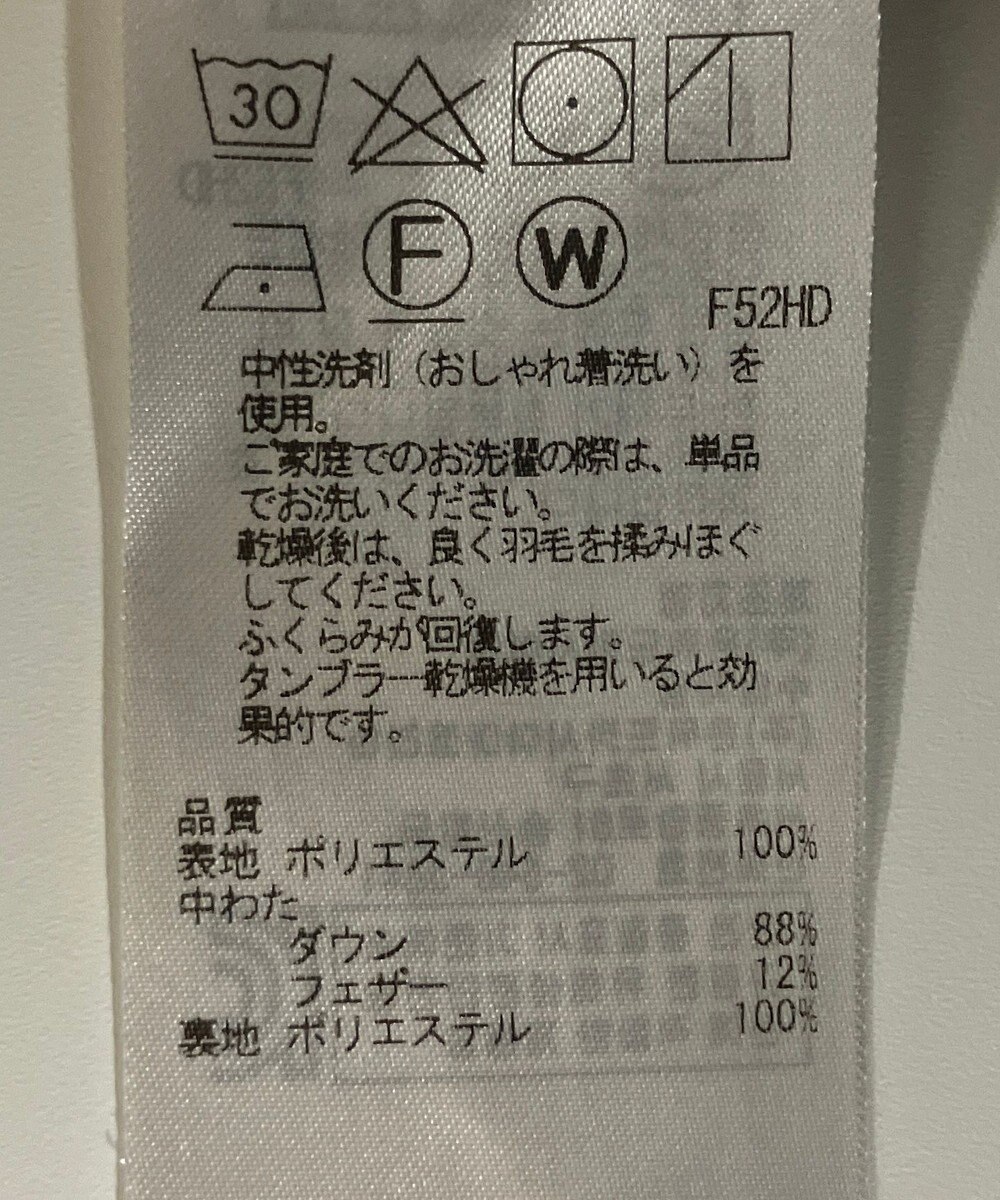 30
F W
F52HD
中性洗剤（おしゃれ着洗い）を
使用。
ご家庭でのお洗濯の際は、単品
でお洗いください。
乾燥後は、良く羽毛を揉みほぐ
してください。
ふくらみが回復します。
タンブラー乾燥機を用いると効
果的です。
品質
表地 ポリエステル 100%
中わた
ダウン 88%
フェザー 12%
裏地 ポリエステル 100%